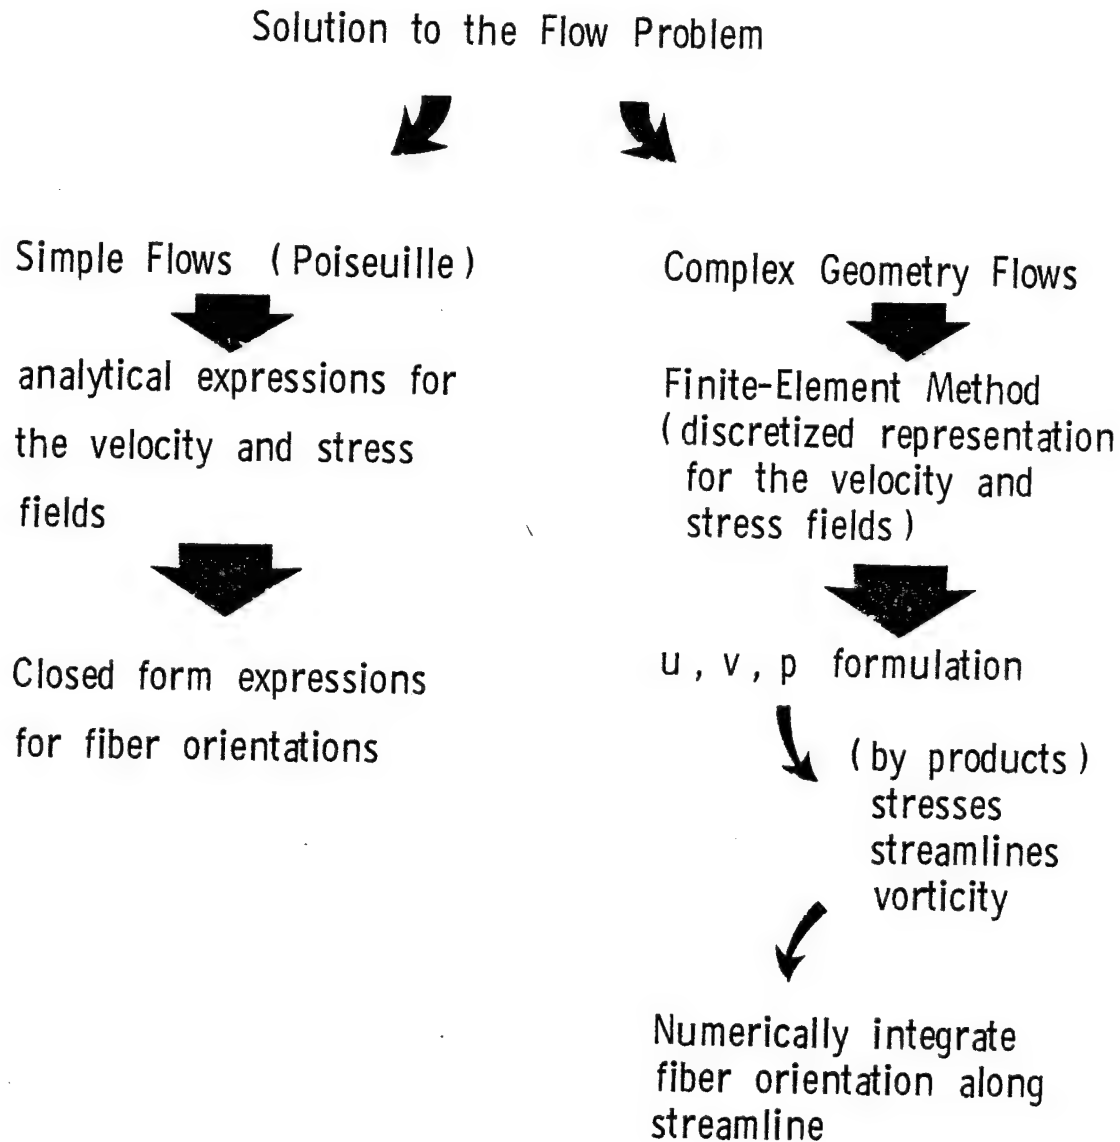 Solution to the Flow Problem
Simple Flows (Poiseuille)
analytical expressions for
the velocity and stress
fields
Closed form expressions
for fiber orientations
Complex Geometry Flows
Finite-Element Method
(discretized representation
for the velocity and
stress fields)
u, v, p formulation
(by products)
stresses
streamlines
vorticity
Numerically integrate
fiber orientation along
streamline